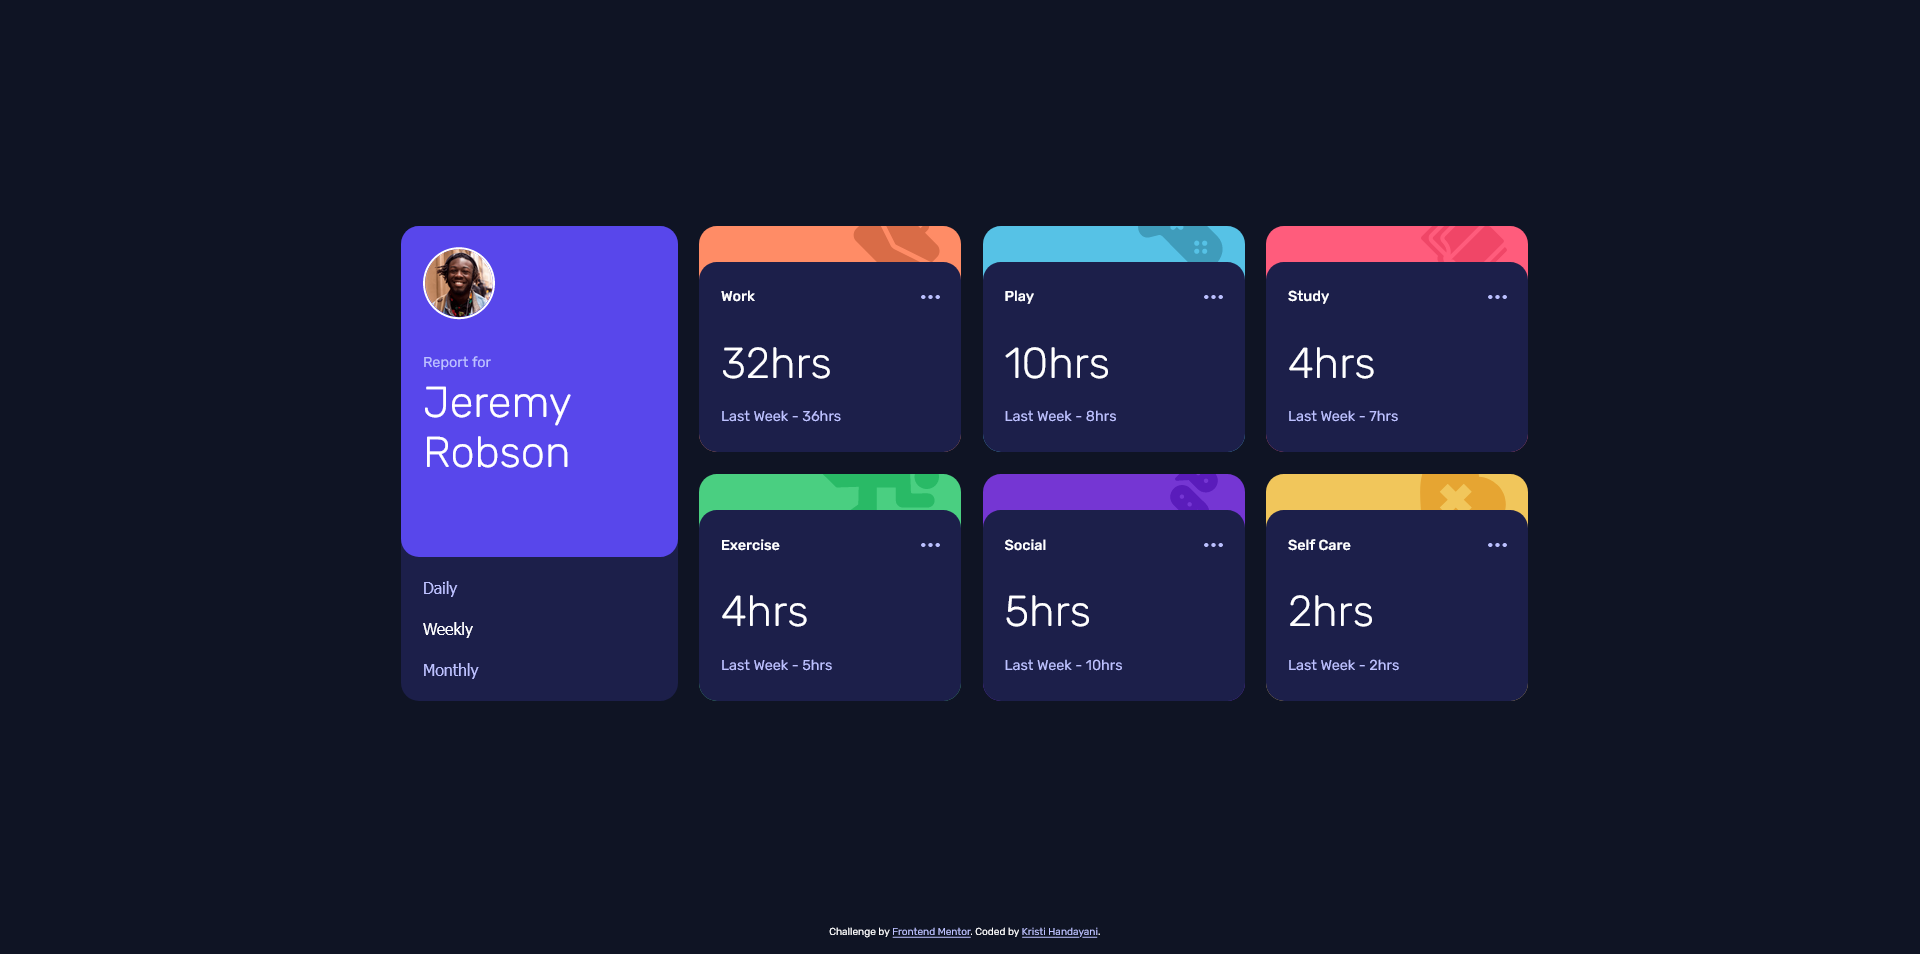 Report for
Jeremy
Robson
Daily
Weekly
Monthly
Work
32hrs
Last Week - 36hrs
Play
10hrs
Last Week - 8hrs
Study
4hrs
Last Week - 7hrs
Exercise
4hrs
Last Week - 5hrs
Social
5hrs
Last Week - 10hrs
Self Care
2hrs
Last Week - 2hrs
Challenge by Frontend Mentor. Coded by Kristi Handayani.